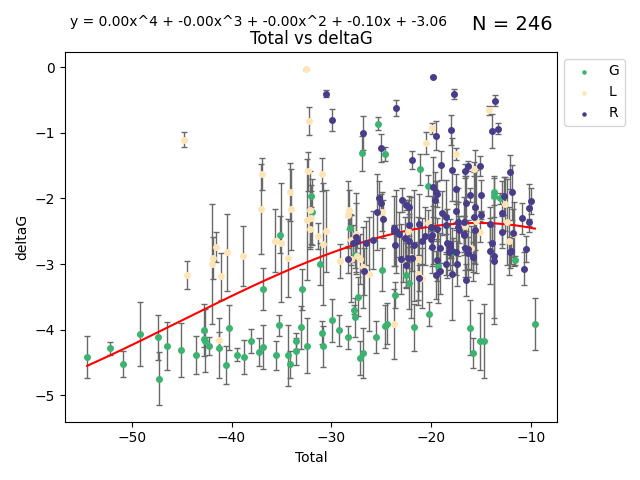 y = 0.00x^4 + -0.00x^3 + -0.00x^2 + -0.10x + -3.06
N = 246
Total vs deltaG
G
L
R
deltaG
0
−1
−2
−3
−4
−5
−50
−40
−30
−20
−10
Total